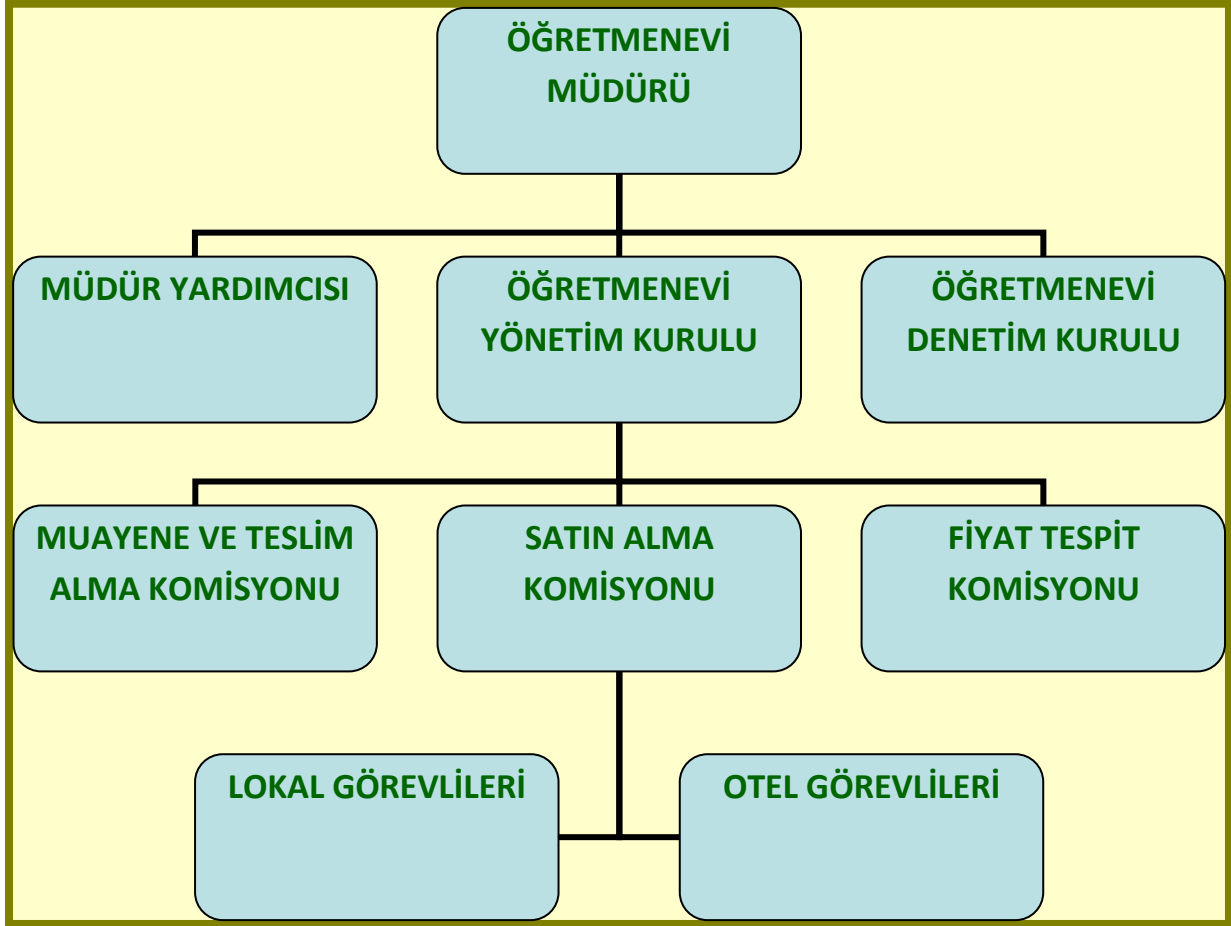 ÖĞRETMENEVİ
MÜDÜRÜ
MÜDÜR YARDIMCISI
ÖĞRETMENEVİ
YÖNETİM KURULU
ÖĞRETMENEVİ
DENETİM KURULU
MUAYENE VE TESLİM
ALMA KOMİSYONU
SATIN ALMA
KOMİSYONU
FİYAT TESPİT
KOMİSYONU
LOKAL GÖREVLİLERİ
OTEL GÖREVLİLERİ